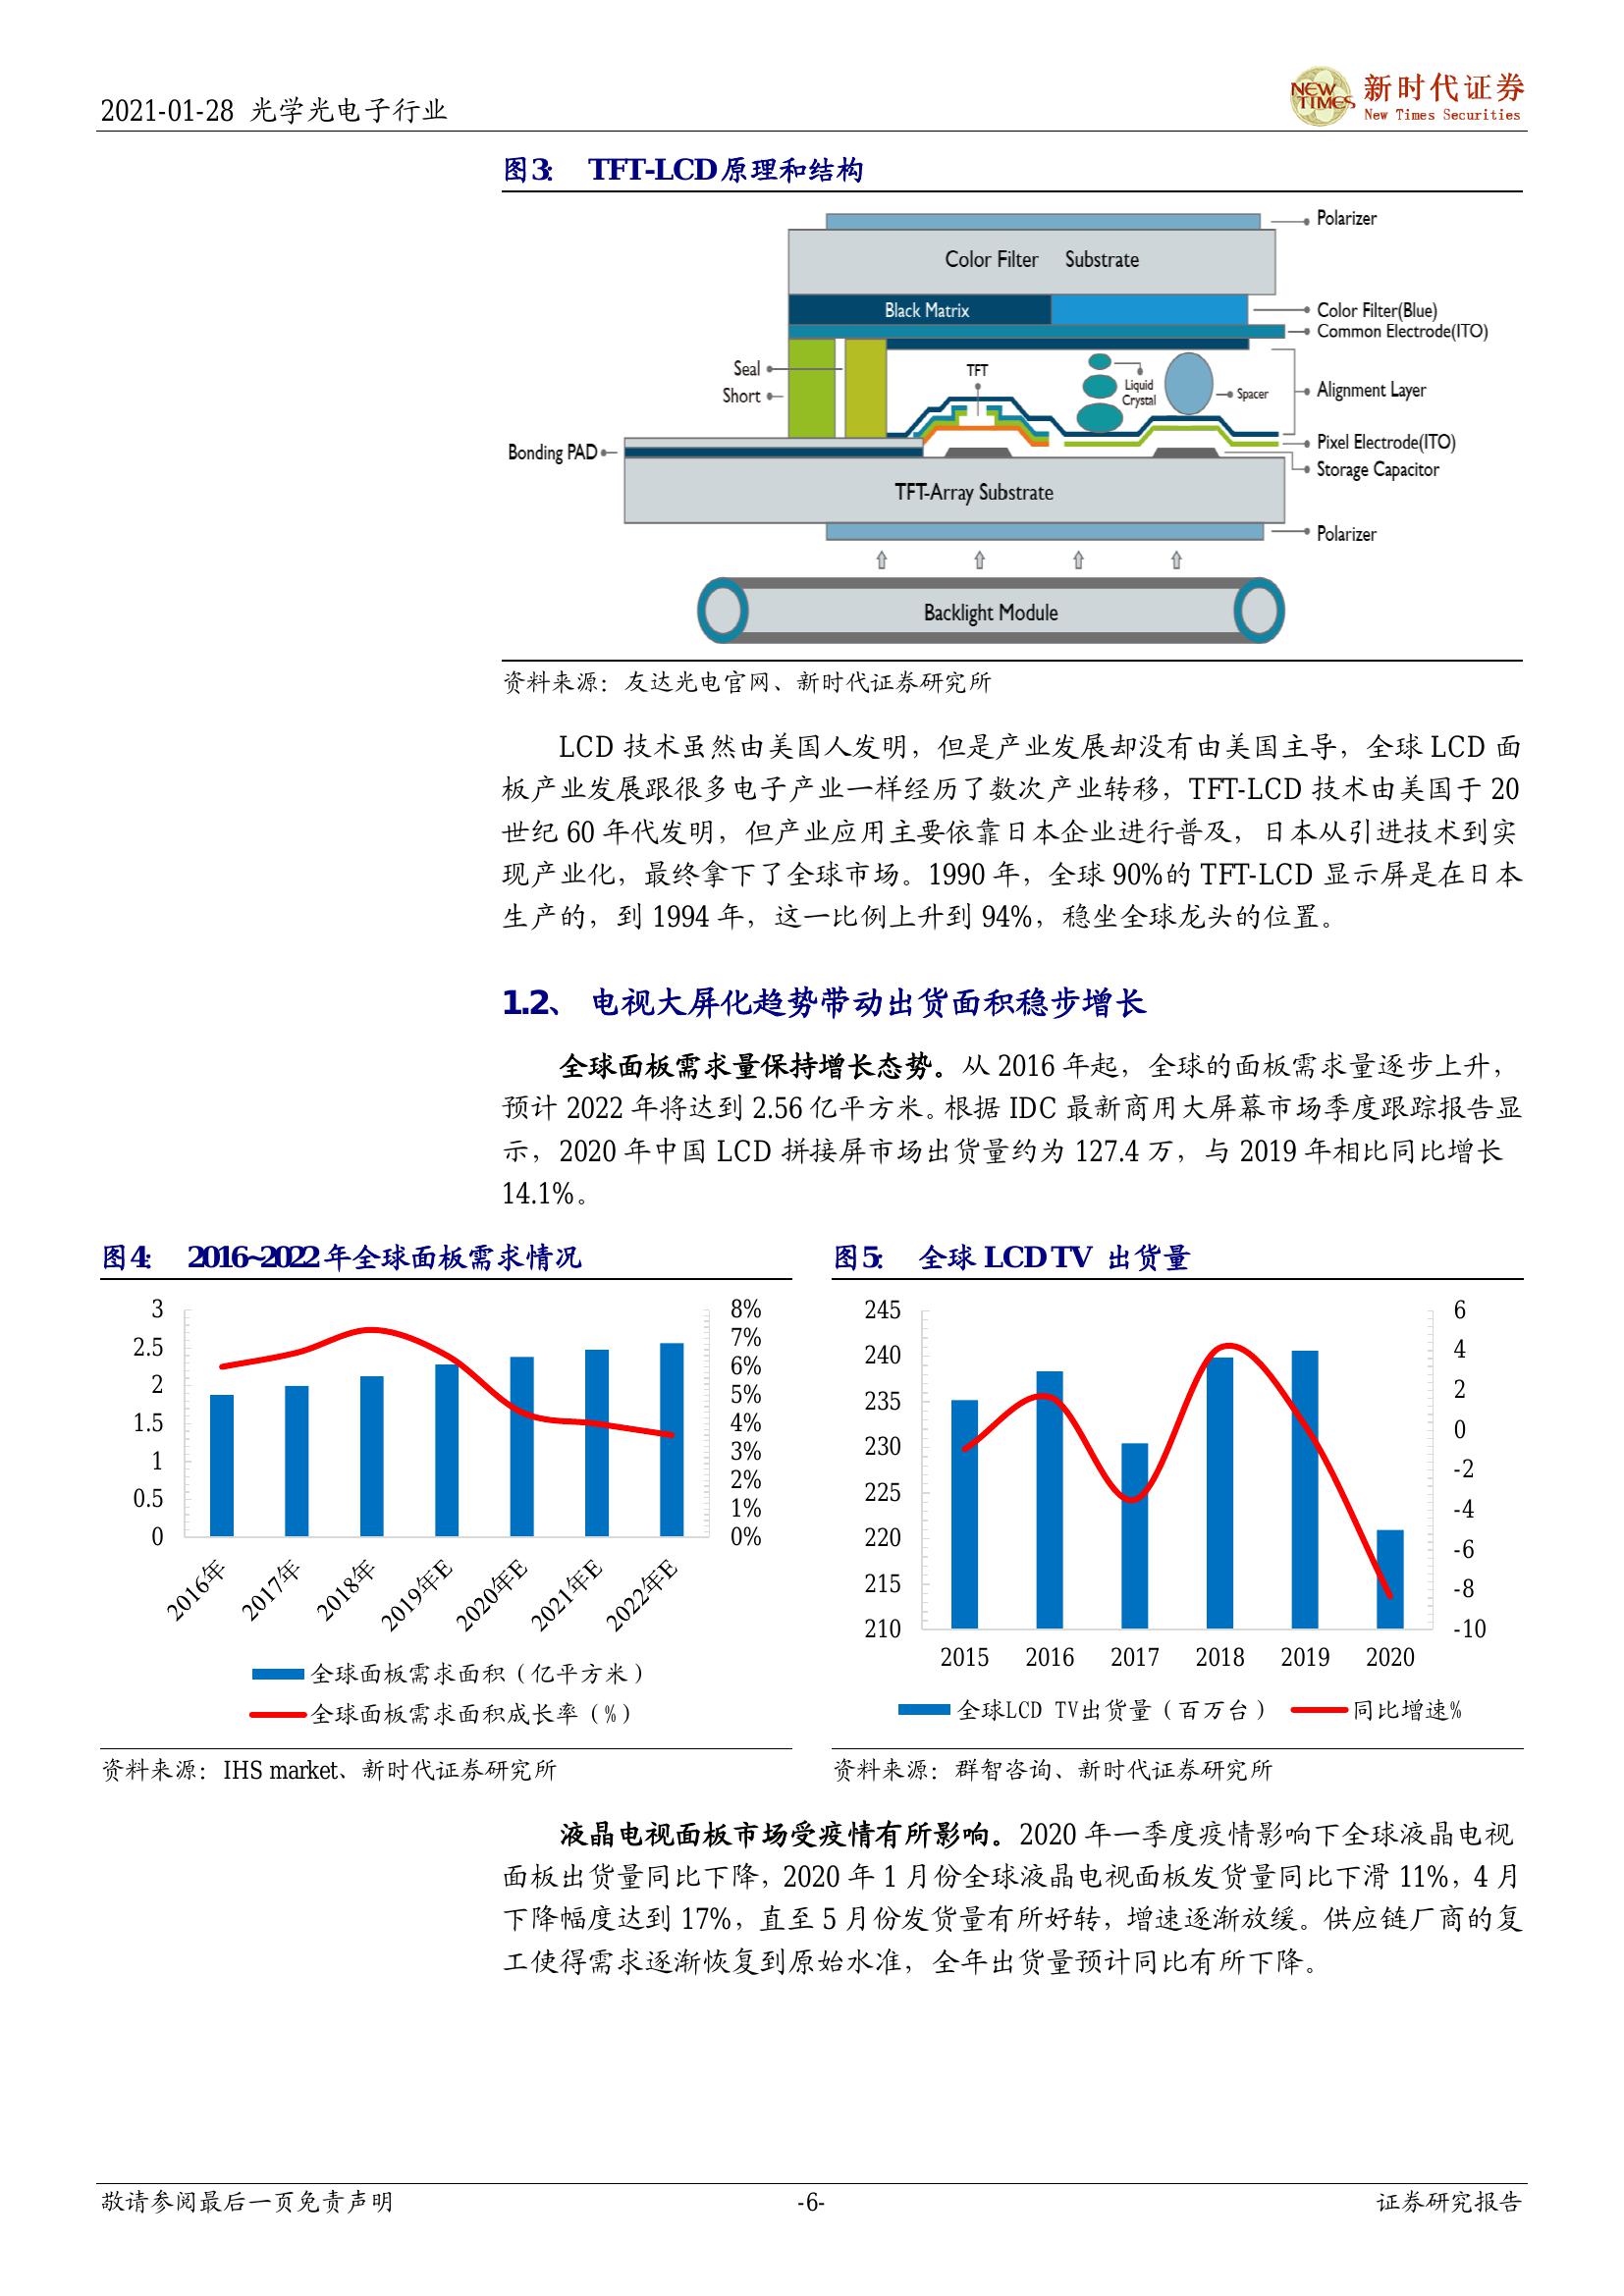 2021-01-28 光学光电子行业
NEW TIMES 新时代证券
New Times Securities
图3: TFT-LCD原理和结构
Polarizer
Color Filter Substrate
Black Matrix
Color Filter(Blue)
Common Electrode(ITO)
Seal
TFT
Liquid
Crystal
Spacer
Alignment Layer
Short
Bonding PAD
Pixel Electrode(ITO)
Storage Capacitor
TFT-Array Substrate
Polarizer
Backlight Module
资料来源：友达光电官网、新时代证券研究所
LCD 技术虽然由美国人发明，但是产业发展却没有由美国主导，全球 LCD 面
板产业发展跟很多电子产业一样经历了数次产业转移，TFT-LCD 技术由美国于 20
世纪 60 年代发明，但产业应用主要依靠日本企业进行普及，日本从引进技术到实
现产业化，最终拿下了全球市场。1990 年，全球 90%的 TFT-LCD 显示屏是在日本
生产的，到 1994 年，这一比例上升到 94%，稳坐全球龙头的位置。
1.2、 电视大屏化趋势带动出货面积稳步增长
全球面板需求量保持增长态势。从 2016 年起，全球的面板需求量逐步上升，
预计 2022 年将达到 2.56 亿平方米。根据 IDC 最新商用大屏幕市场季度跟踪报告显
示，2020 年中国 LCD 拼接屏市场出货量约为 127.4 万，与 2019 年相比同比增长
14.1%。
图4: 2016~2022年全球面板需求情况
3
2.5
2
1.5
1
0.5
0
8%
7%
6%
5%
4%
3%
2%
1%
0%
2016年
2017年
2018年
2019年E
2020年E
2021年E
2022年E
全球面板需求面积（亿平方米）
全球面板需求面积成长率（%）
资料来源：IHS market、新时代证券研究所
图5: 全球 LCD TV 出货量
245
240
235
230
225
220
215
210
6
4
2
0
-2
-4
-6
-8
-10
2015 2016 2017 2018 2019 2020
全球LCD TV出货量（百万台） 同比增速%
资料来源：群智咨询、新时代证券研究所
液晶电视面板市场受疫情有所影响。2020 年一季度疫情影响下全球液晶电视
面板出货量同比下降，2020 年 1 月份全球液晶电视面板发货量同比下滑 11%，4 月
下降幅度达到 17%，直至 5 月份发货量有所好转，增速逐渐放缓。供应链厂商的复
工使得需求逐渐恢复到原始水准，全年出货量预计同比有所下降。
敬请参阅最后一页免责声明 -6- 证券研究报告